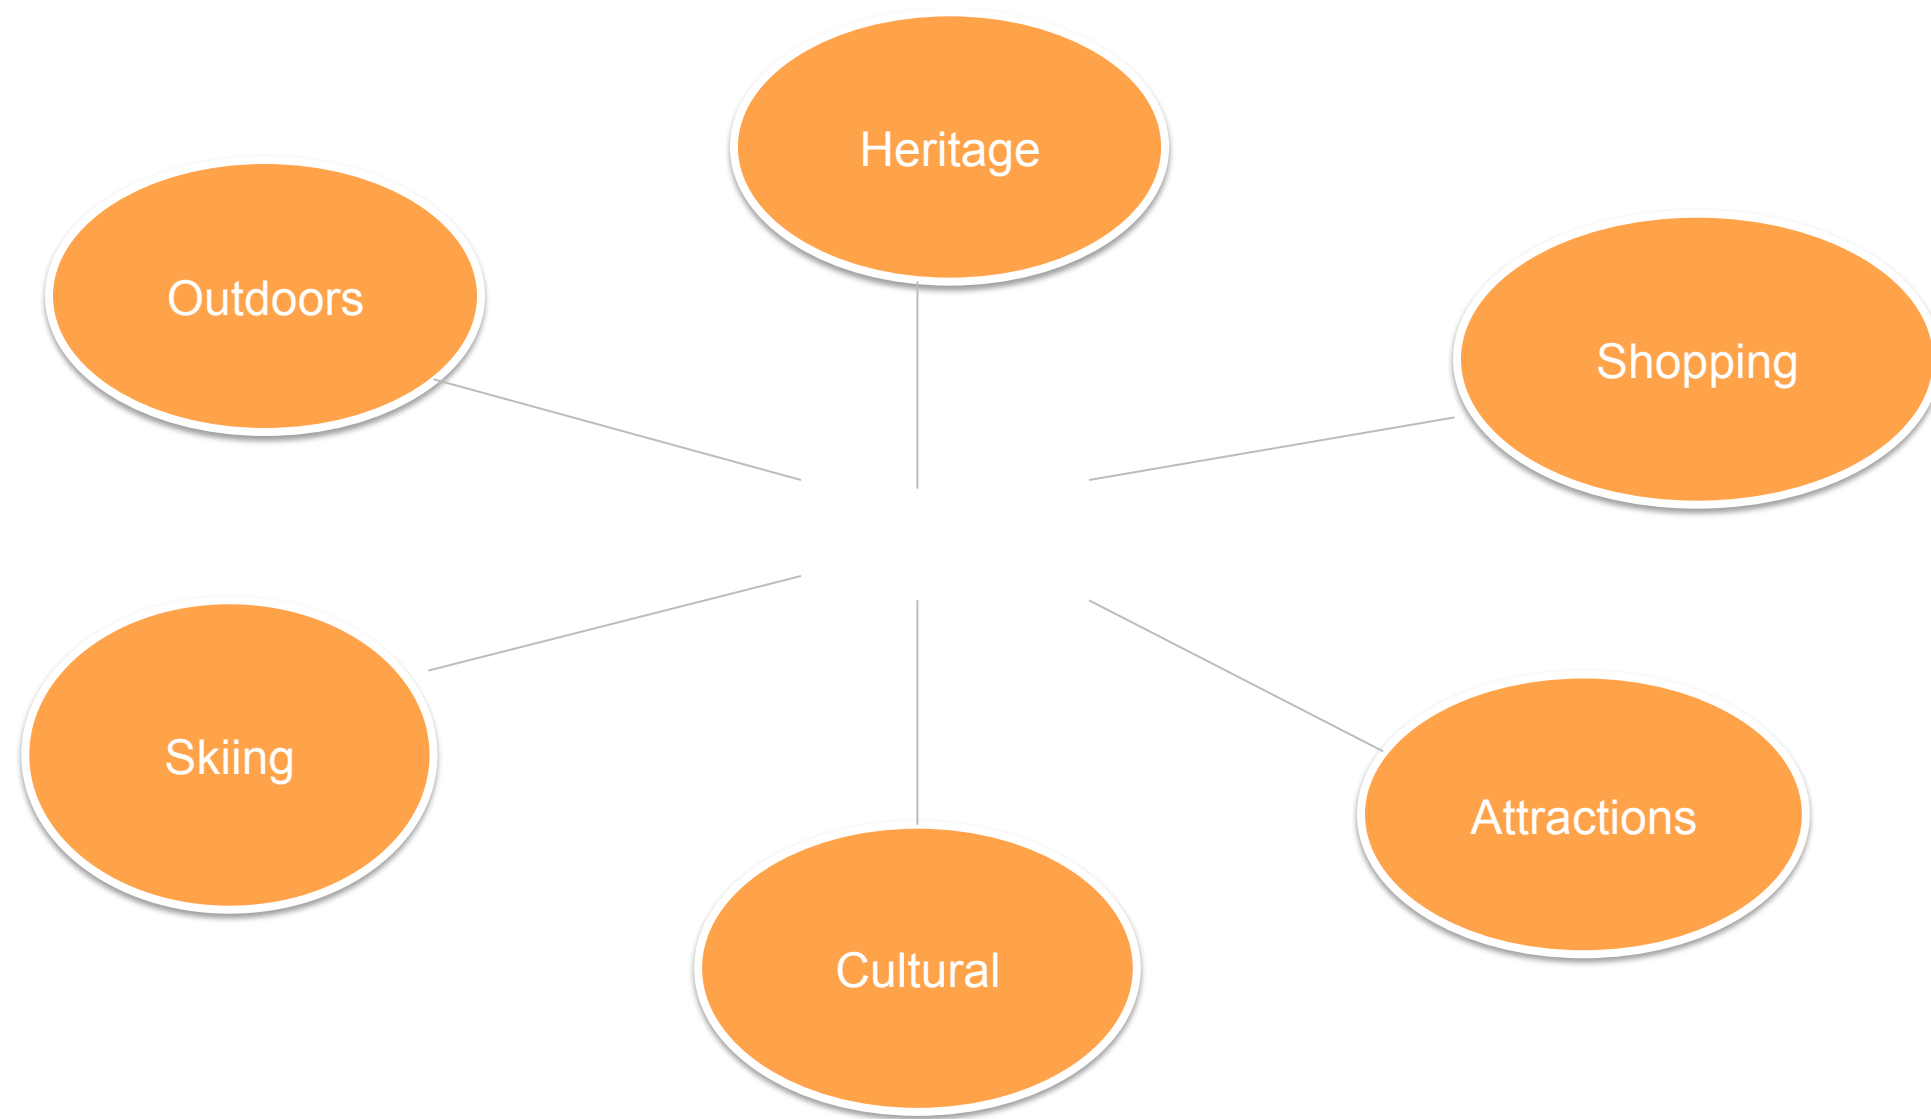 Heritage
Outdoors
Shopping
Skiing
Attractions
Cultural